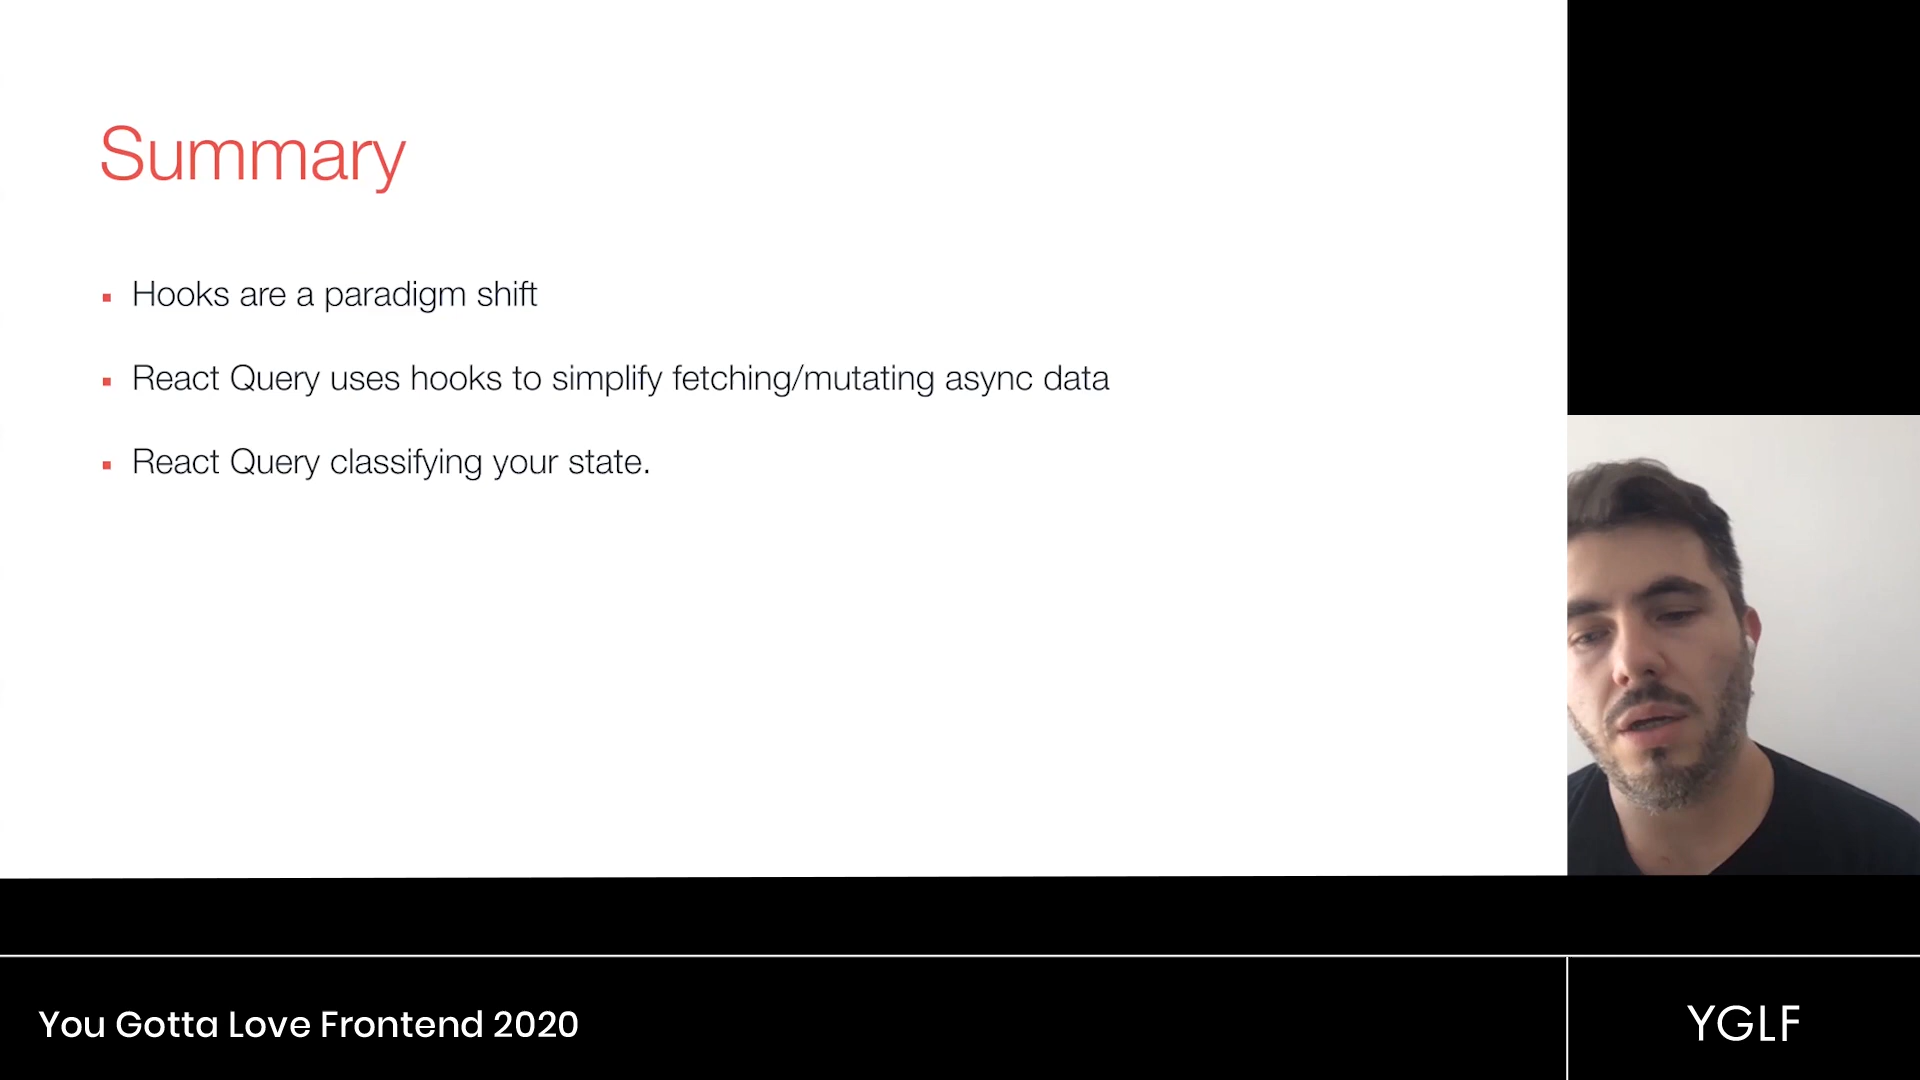 Summary
Hooks are a paradigm shift
React Query uses hooks to simplify fetching/mutating async data
React Query classifying your state.
You Gotta Love Frontend 2020
YGLF